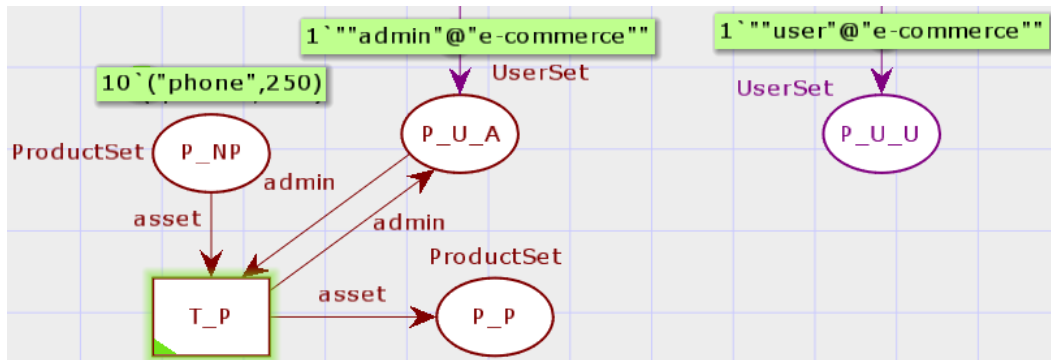 1`""admin"@"e-commerce""
1`""user"@"e-commerce""
10`("phone",250)
UserSet
UserSet
ProductSet
P_NP
P_U_A
P_U_U
admin
asset
admin
ProductSet
asset
T_P
P_P